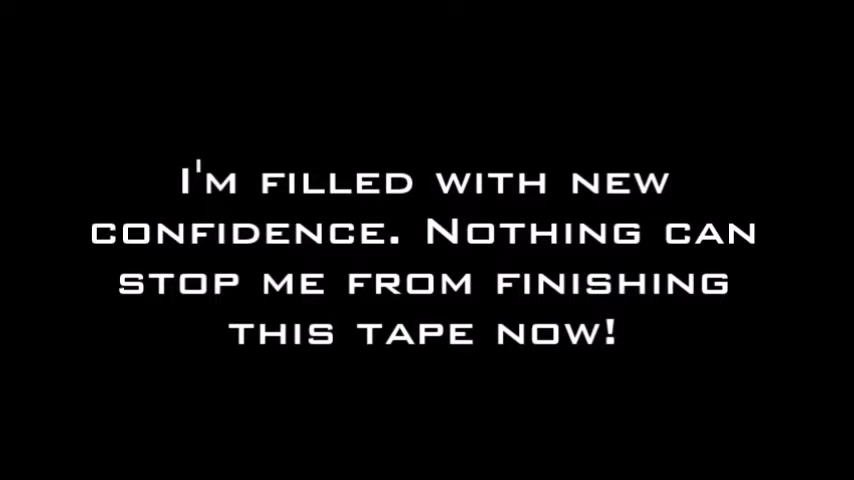 I'm filled with new
confidence. Nothing can
stop me from finishing
this tape now!